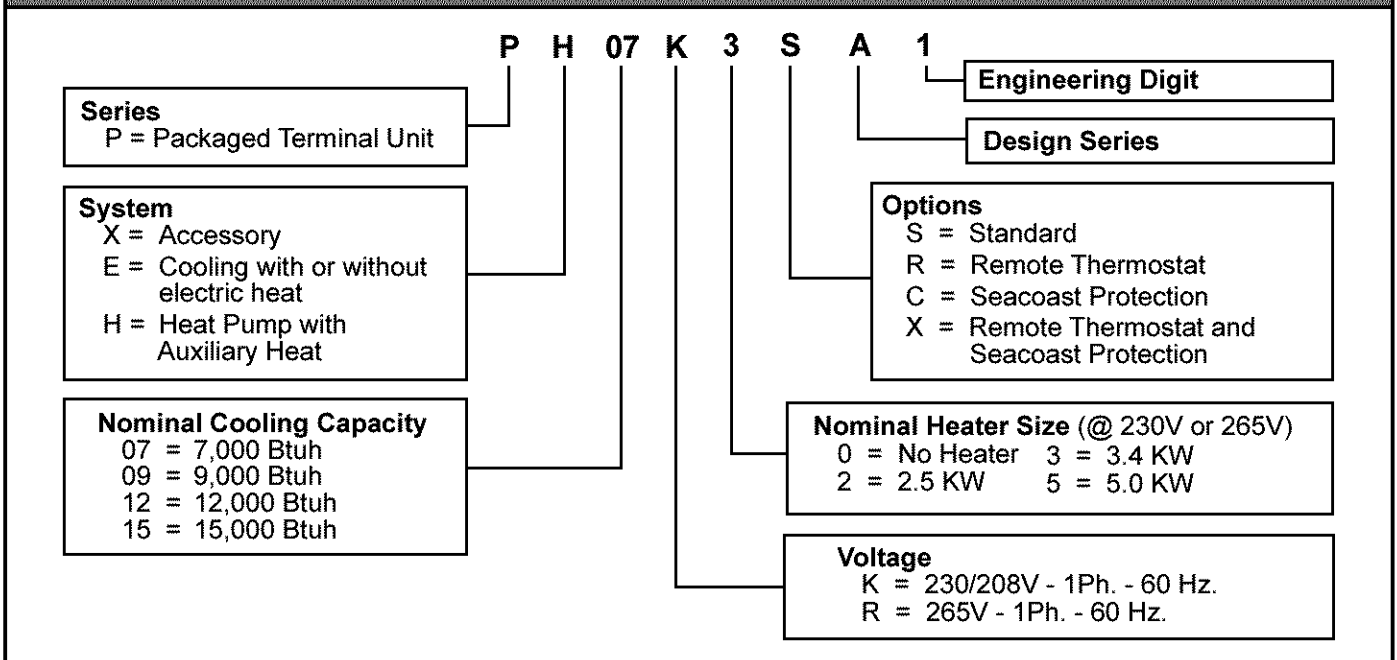 P H 07 K 3 S A 1
Engineering Digit
Series
P = Packaged Terminal Unit
Design Series
System
X = Accessory
E = Cooling with or without
electric heat
H = Heat Pump with
Auxiliary Heat
Options
S = Standard
R = Remote Thermostat
C = Seacoast Protection
X = Remote Thermostat and
Seacoast Protection
Nominal Cooling Capacity
07 = 7,000 Btuh
09 = 9,000 Btuh
12 = 12,000 Btuh
15 = 15,000 Btuh
Nominal Heater Size (@ 230V or 265V)
0 = No Heater 3 = 3.4 KW
2 = 2.5 KW 5 = 5.0 KW
Voltage
K = 230/208V - 1Ph. - 60 Hz.
R = 265V - 1Ph. - 60 Hz.